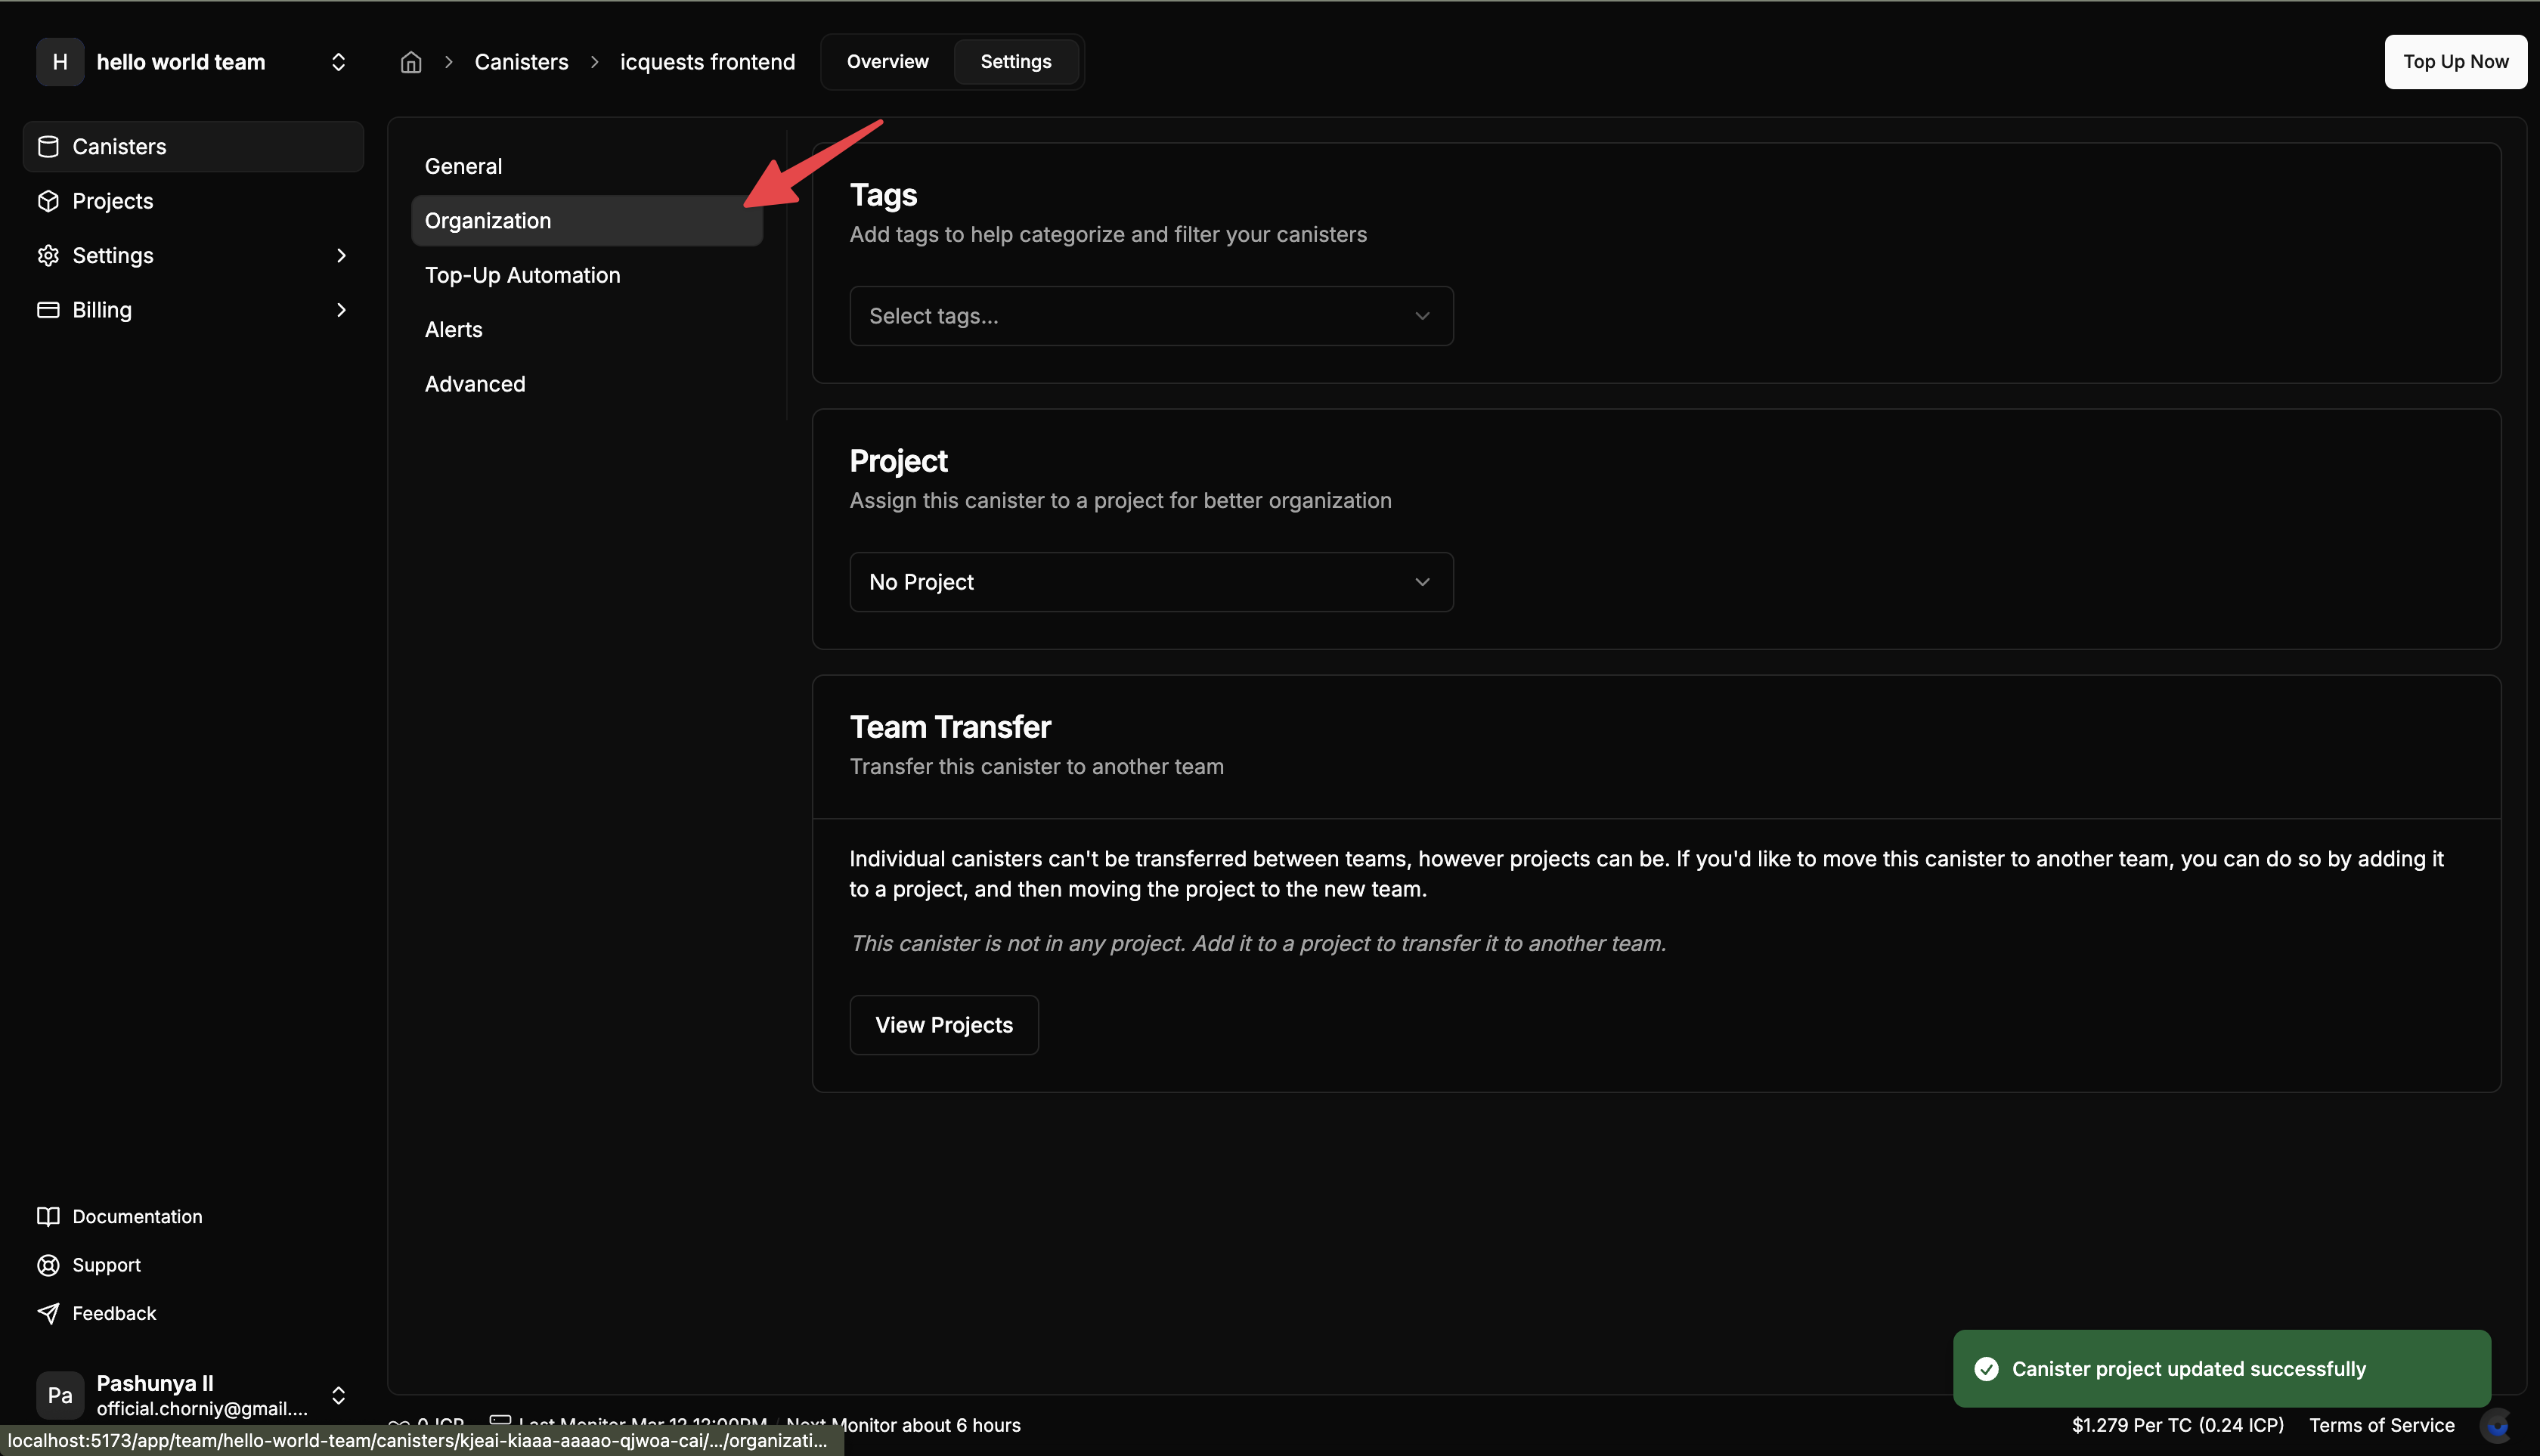 H hello world team
Canisters
icquests frontend
Overview
Settings
Top Up Now
Canisters
Projects
Settings
Billing
General
Organization
Top-Up Automation
Alerts
Advanced
Tags
Add tags to help categorize and filter your canisters
Select tags...
Project
Assign this canister to a project for better organization
No Project
Team Transfer
Transfer this canister to another team
Individual canisters can't be transferred between teams, however projects can be. If you'd like to move this canister to another team, you can do so by adding it
to a project, and then moving the project to the new team.
This canister is not in any project. Add it to a project to transfer it to another team.
View Projects
Documentation
Support
Feedback
Pa Pashunya II
official.chorniy@gmail....
Canister project updated successfully
0 ICP
Last Monitor Mar 12 12:00PM / Next Monitor about 6 hours
$1.279 Per TC (0.24 ICP)
Terms of Service
localhost:5173/app/team/hello-world-team/canisters/kjeai-kiaaa-aaaao-qjwoa-cai/.../organizati...